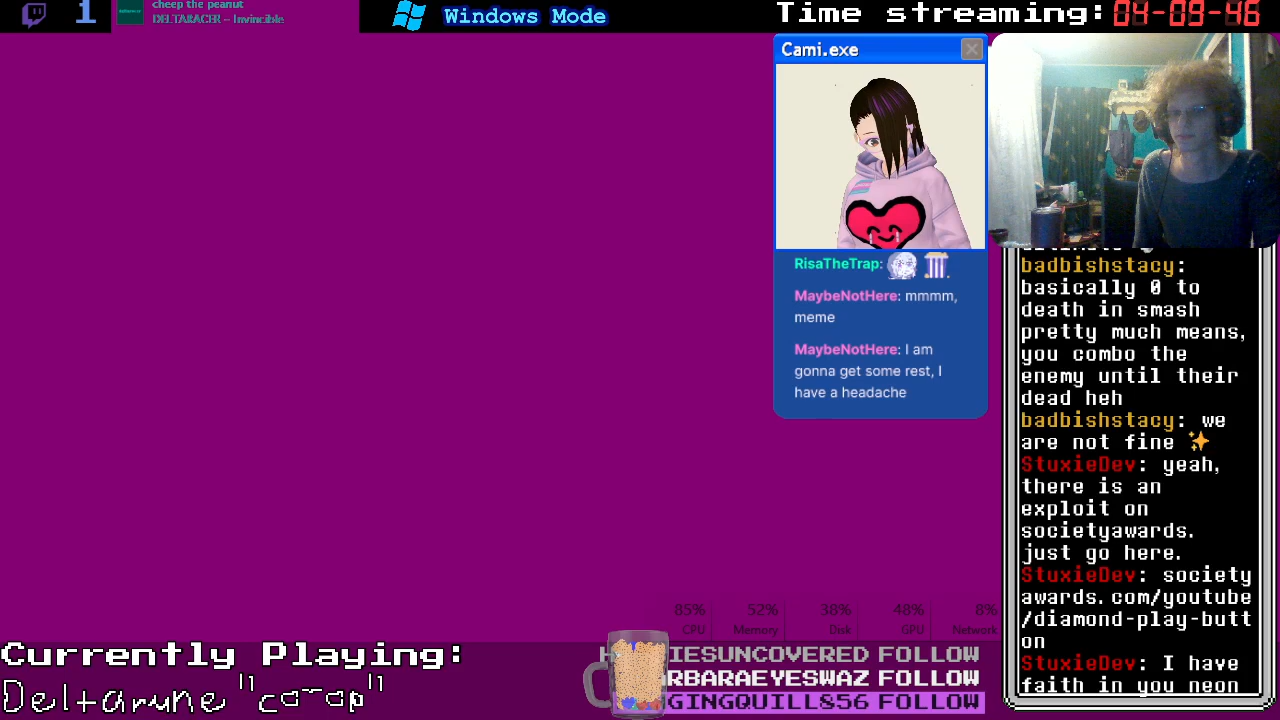 1
cheep the peanut
DELTARACER - Invincible
Windows Mode
Time streaming: 04-09-46
Cami.exe
RisaTheTrap:
MaybeNotHere: mmmm,
meme
MaybeNotHere: I am
gonna get some rest, I
have a headache
badbishstacy:
basically 0 to
death in smash
pretty much means,
you combo the
enemy until their
dead heh
badbishstacy: we
are not fine ✨
StuxieDev: yeah,
there is an
exploit on
societyawards.
just go here.
StuxieDev: society
awards.com/youtube
/diamond-play-butt
on
StuxieDev: I have
faith in you neon
85% 52% 38% 48% 8%
CPU Memory Disk GPU Network
Currently Playing:
Deltarune "co-op"
IESUNCOVERED FOLLOW
RBARAEYESWAZ FOLLOW
GINGQUILL856 FOLLOW